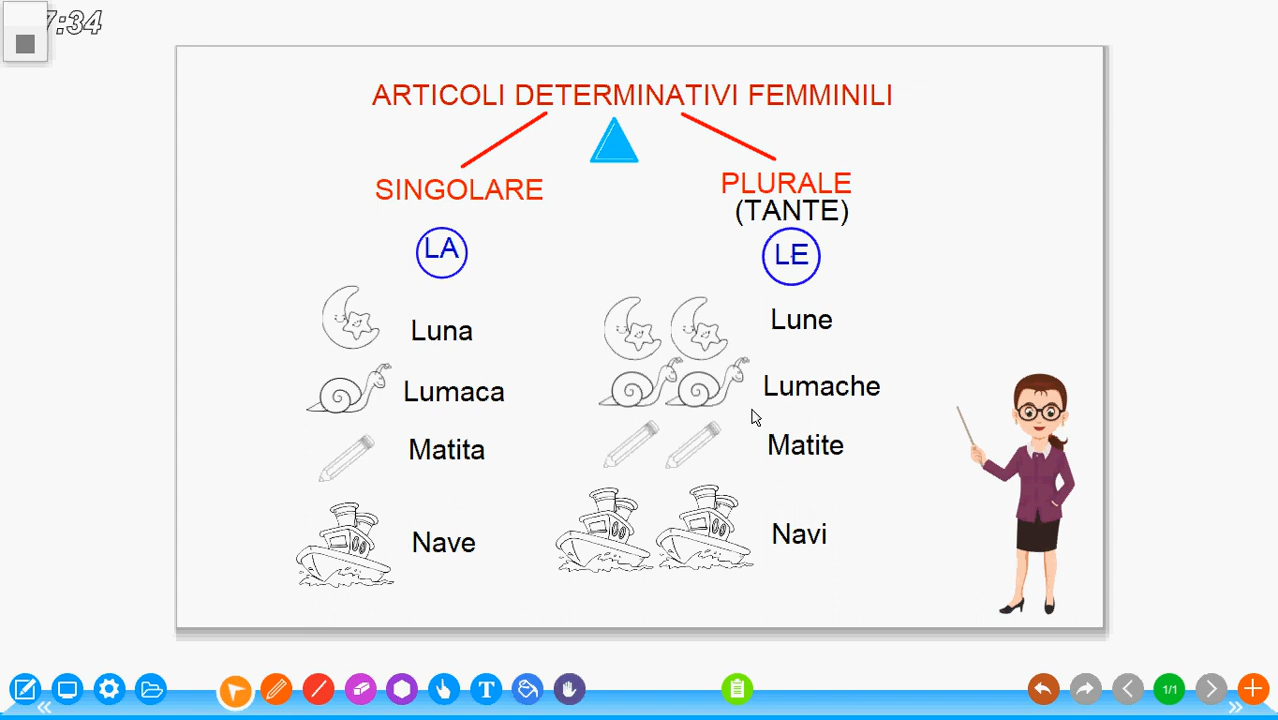 7:34
ARTICOLI DETERMINATIVI FEMMINILI
SINGOLARE
PLURALE
(TANTE)
LA
LE
Luna
Lune
Lumaca
Lumache
Matita
Matite
Nave
Navi
T
1/1